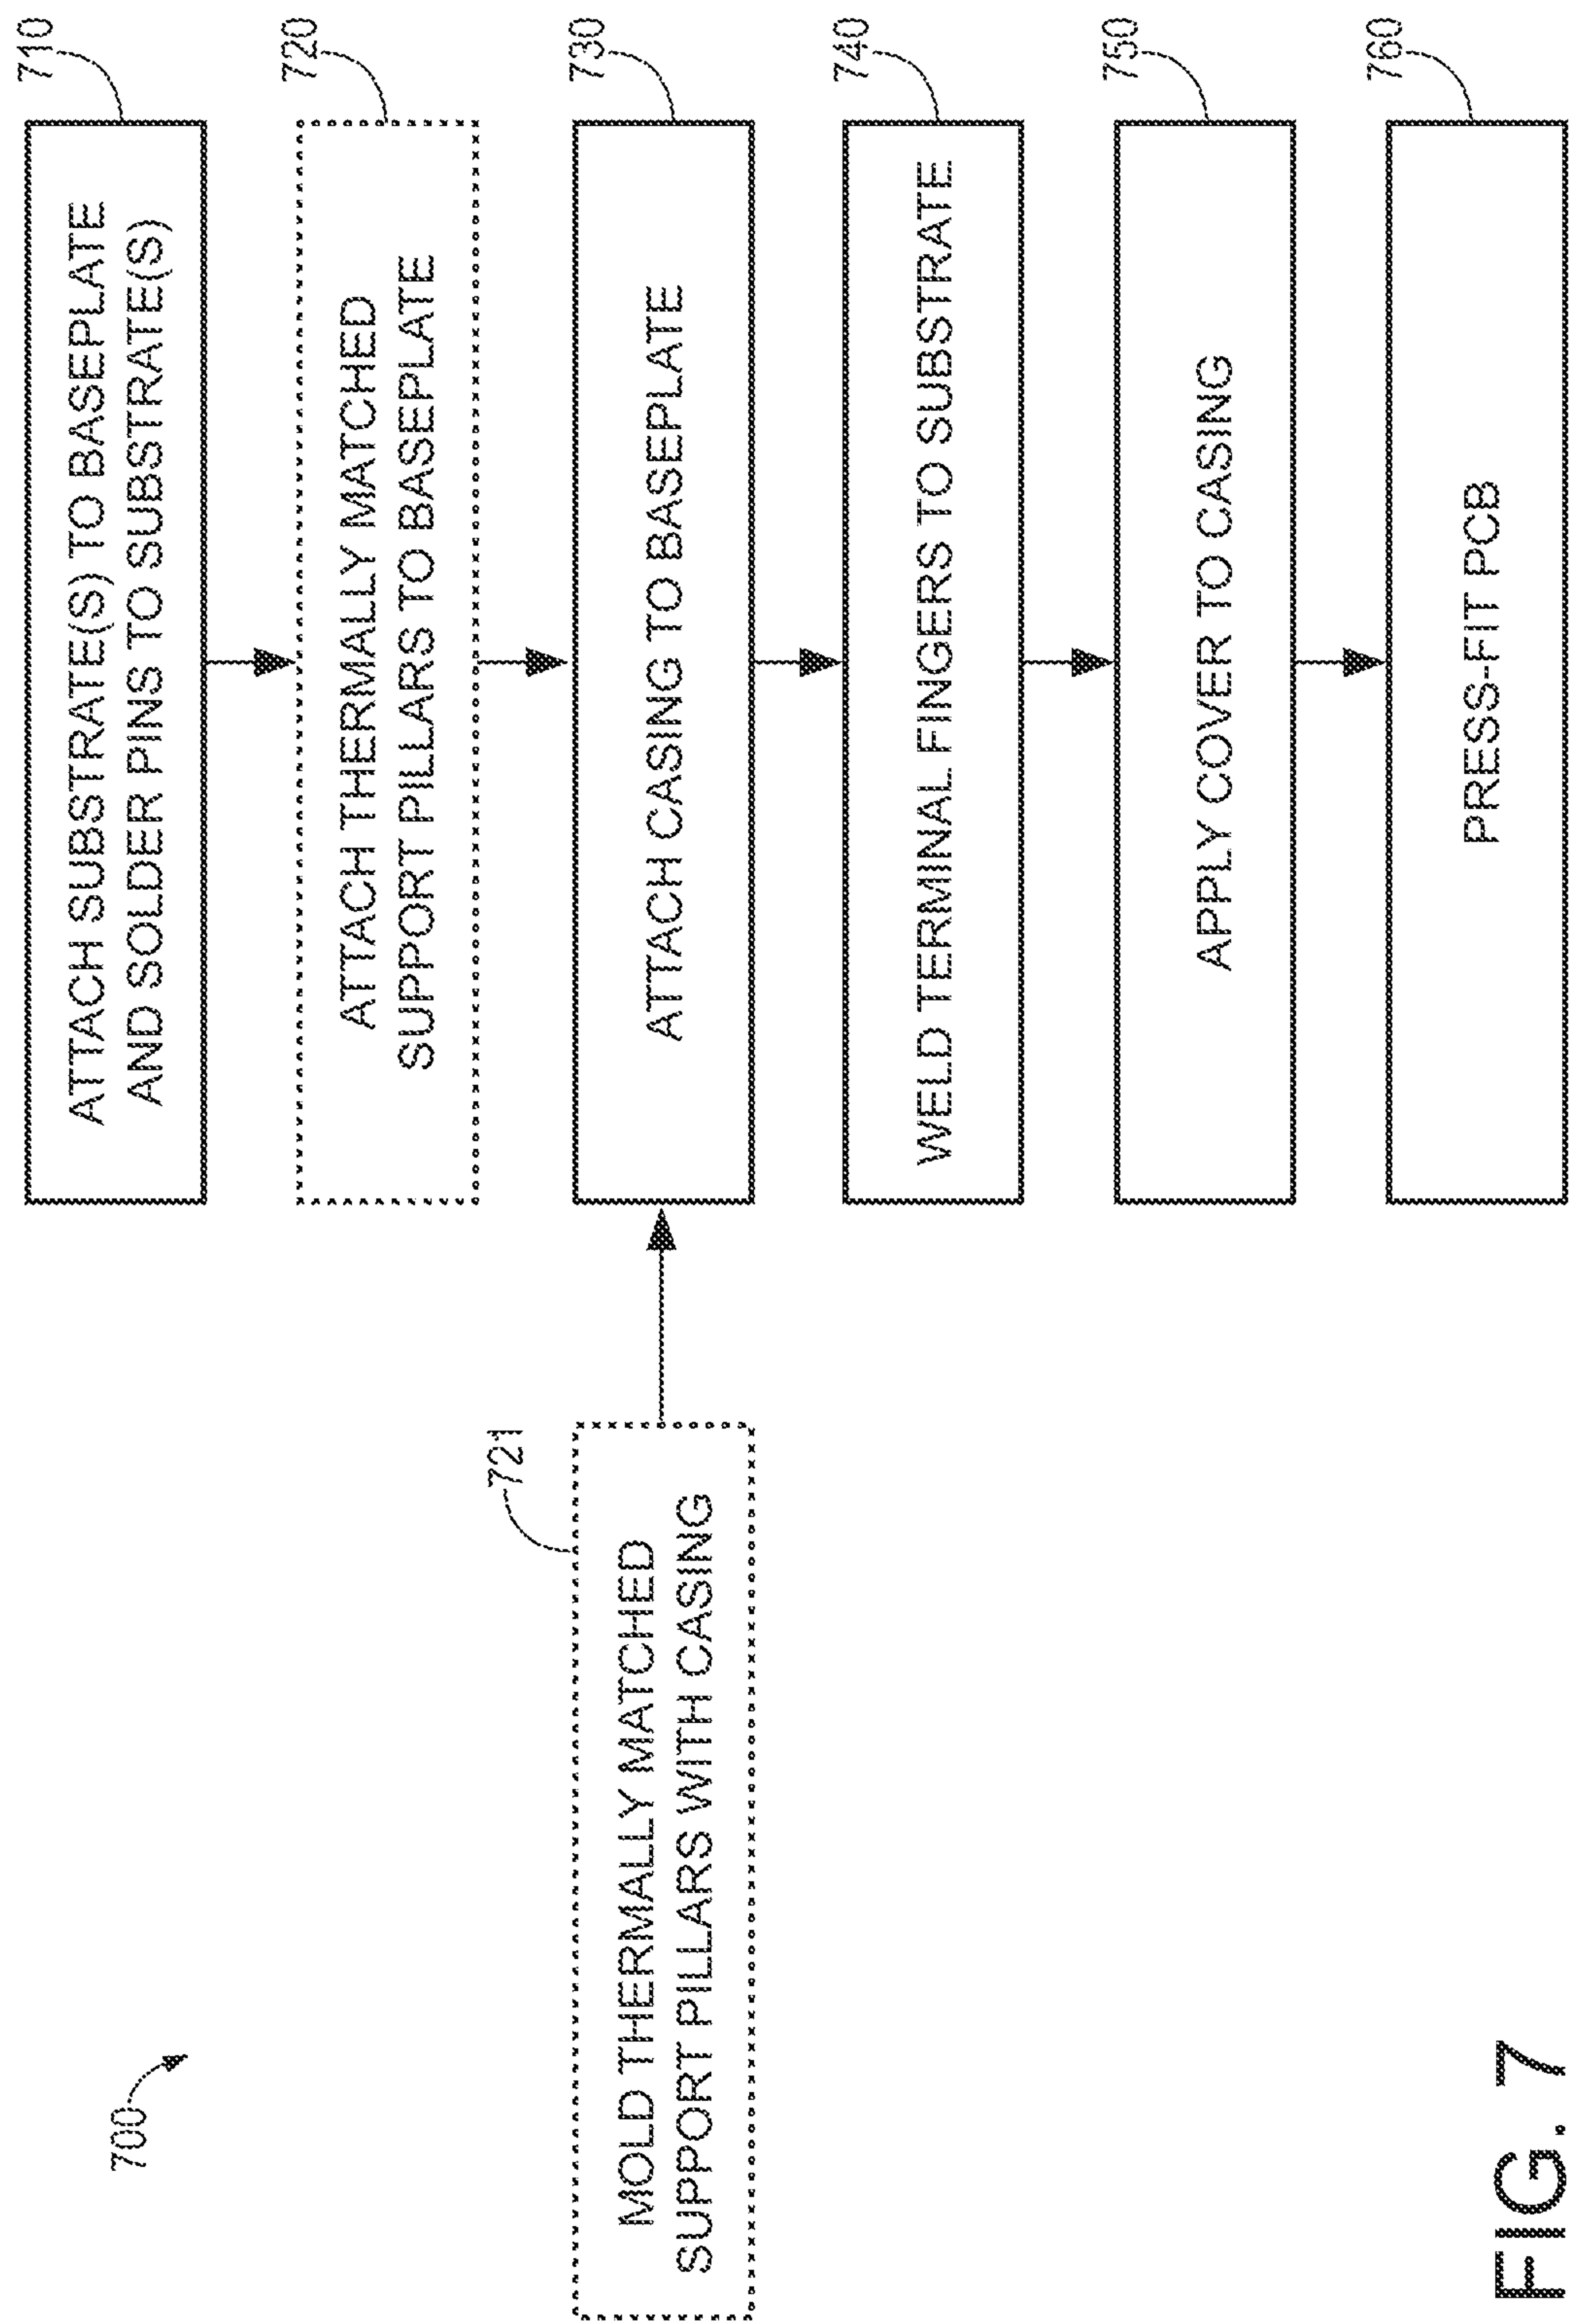 700
710
ATTACH SUBSTRATE(S) TO BASEPLATE
AND SOLDER PINS TO SUBSTRATE(S)
720
ATTACH THERMALLY MATCHED
SUPPORT PILLARS TO BASEPLATE
721
MOLD THERMALLY MATCHED
SUPPORT PILLARS WITH CASING
730
ATTACH CASING TO BASEPLATE
740
WELD TERMINAL FINGERS TO SUBSTRATE
750
APPLY COVER TO CASING
760
PRESS-FIT PCB
FIG. 7